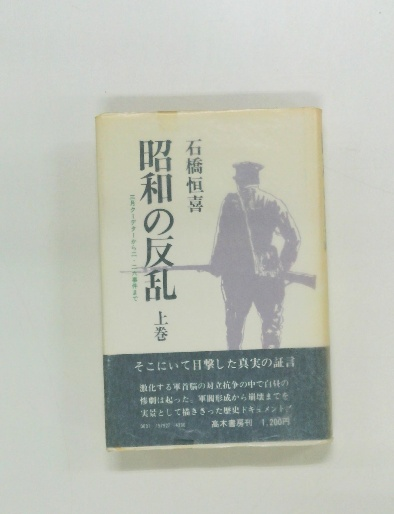 石橋恒喜
昭和の反乱
三月クーデターから二・二六事件まで
上巻
そこにいて目撃した真実の証言
激化する軍首脳の対立抗争の中で白昼の
惨劇は起った。軍閥形成から崩壊までを
実景として描ききった歴史ドキュメント!
高木書房刊 1,200円